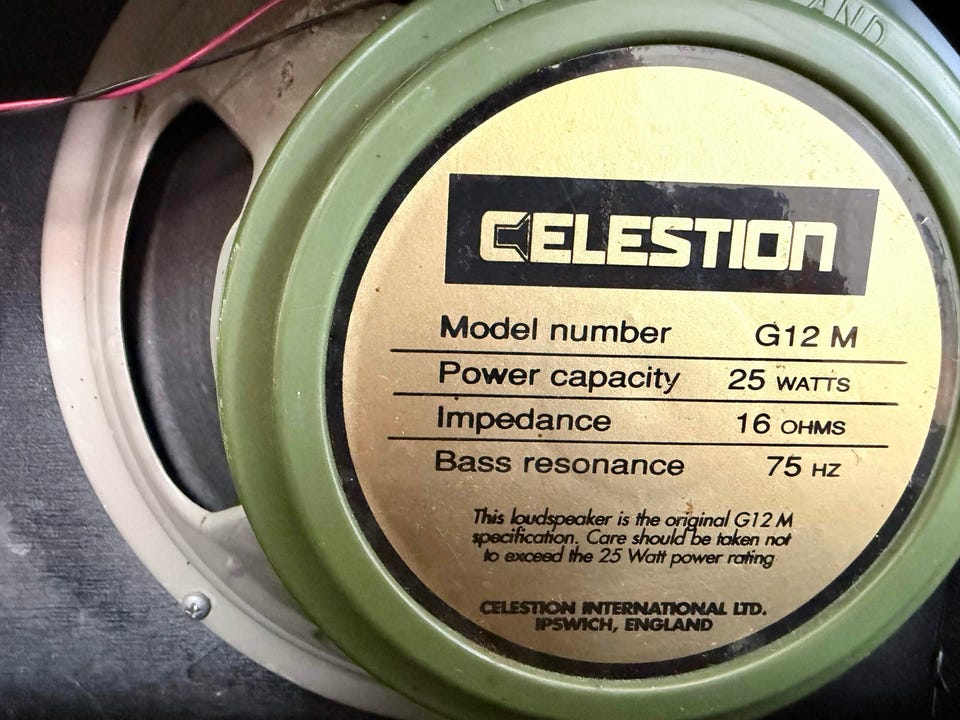 CELESTION
Model number G12 M
Power capacity 25 WATTS
Impedance 16 OHMS
Bass resonance 75 HZ
This loudspeaker is the original G12 M
specification. Care should be taken not
to exceed the 25 Watt power rating
CELESTION INTERNATIONAL LTD.
IPSWICH, ENGLAND